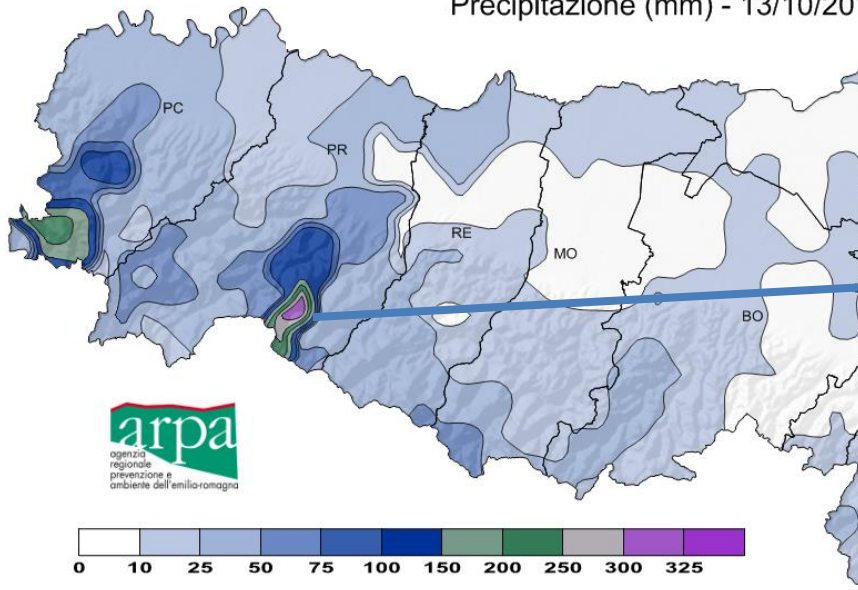 Precipitazione (mm) - 13/10/201
PC
PR
RE
MO
BO
arpa
agenzia
regionale
prevenzione e
ambiente dell'emilia-romagna
0 10 25 50 75 100 150 200 250 300 325